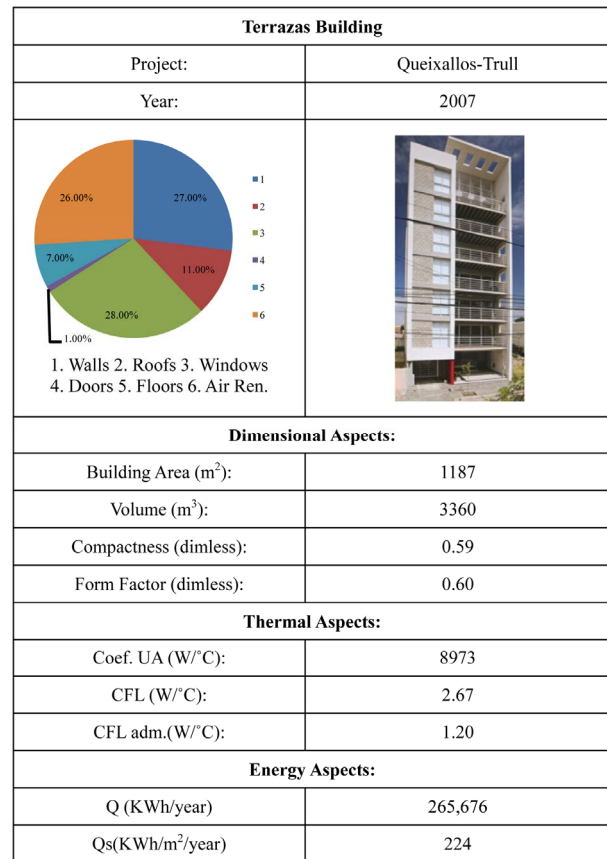 Terrazas Building
Project: Queixallos-Trull
Year: 2007
26.00% 27.00%
7.00% 11.00%
28.00%
1.00%
1
2
3
4
5
6
1. Walls 2. Roofs 3. Windows
4. Doors 5. Floors 6. Air Ren.
Dimensional Aspects:
Building Area (m²): 1187
Volume (m³): 3360
Compactness (dimless): 0.59
Form Factor (dimless): 0.60
Thermal Aspects:
Coef. UA (W/˚C): 8973
CFL (W/˚C): 2.67
CFL adm.(W/˚C): 1.20
Energy Aspects:
Q (KWh/year) 265,676
Qs(KWh/m²/year) 224